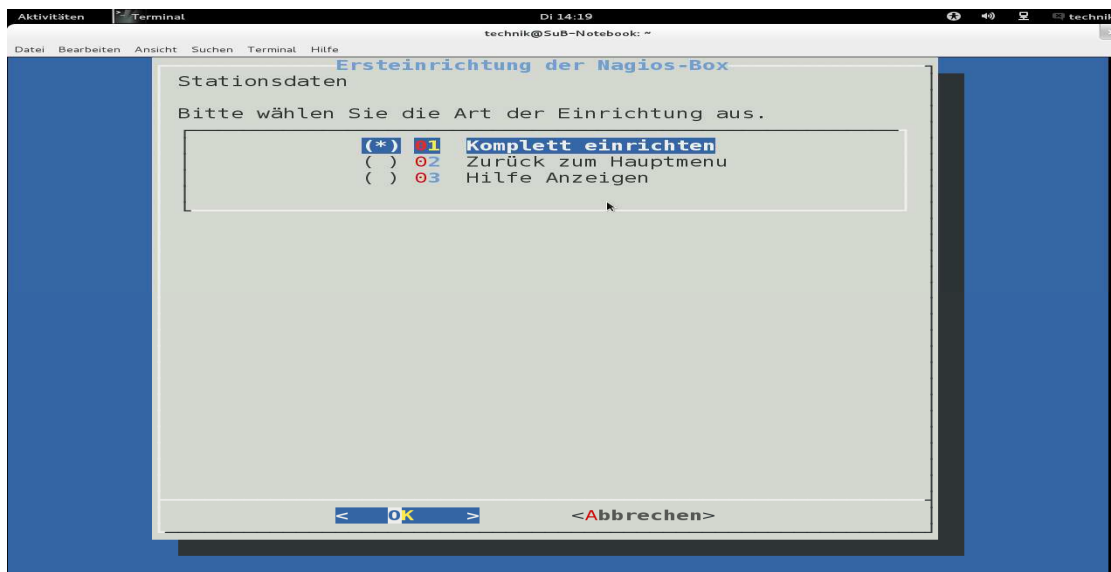 Aktivitäten Terminal Di 14:19 technik
technik@SuB-Notebook: ~
Datei Bearbeiten Ansicht Suchen Terminal Hilfe
Ersteinrichtung der Nagios-Box
Stationsdaten
Bitte wählen Sie die Art der Einrichtung aus.
(*) 01 Komplett einrichten
( ) 02 Zurück zum Hauptmenu
( ) 03 Hilfe Anzeigen
< OK > <Abbrechen>